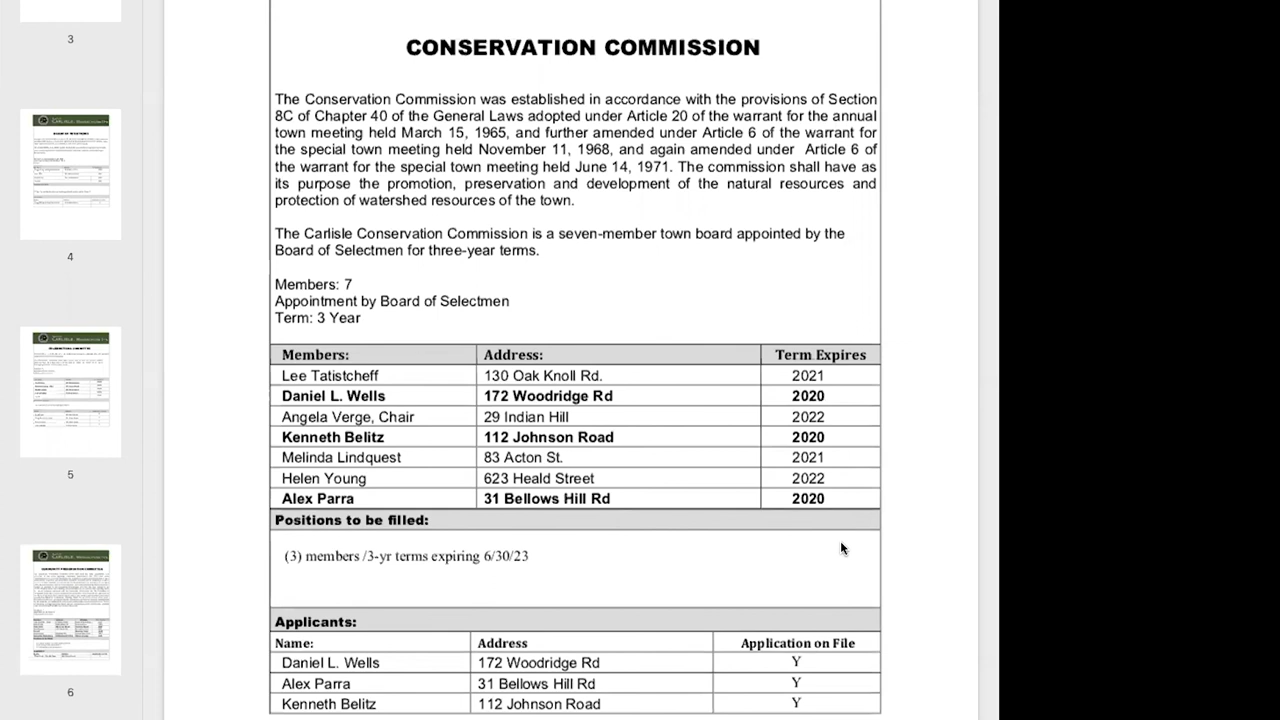 3
4
5
6
CONSERVATION COMMISSION
The Conservation Commission was established in accordance with the provisions of Section
8C of Chapter 40 of the General Laws, adopted under Article 20 of the warrant for the annual
town meeting held March 15, 1965, and further amended under Article of the warrant for
the special town meeting held November 11, 1968, and again amended under Article 6 of
the warrant for the special town meeting held June 14, 1971. The commission shall have as
its purpose the promotion, preservation and development of the natural resources and
protection of watershed resources of the town.
The Carlisle Conservation Commission is a seven-member town board appointed by the
Board of Selectmen for three-year terms.
Members: 7
Appointment by Board of Selectmen
Term: 3 Year
Members: Address: Term Expires
Lee Tatistcheff 130 Oak Knoll Rd. 2021
Daniel L. Wells 172 Woodridge Rd 2020
Angela Verge, Chair 29 Indian Hill 2022
Kenneth Belitz 112 Johnson Road 2020
Melinda Lindquest 83 Acton St. 2021
Helen Young 623 Heald Street 2022
Alex Parra 31 Bellows Hill Rd 2020
Positions to be filled:
(3) members /3-yr terms expiring 6/30/23
Applicants:
Name: Address: Application on File
Daniel L. Wells 172 Woodridge Rd Y
Alex Parra 31 Bellows Hill Rd Y
Kenneth Belitz 112 Johnson Road Y